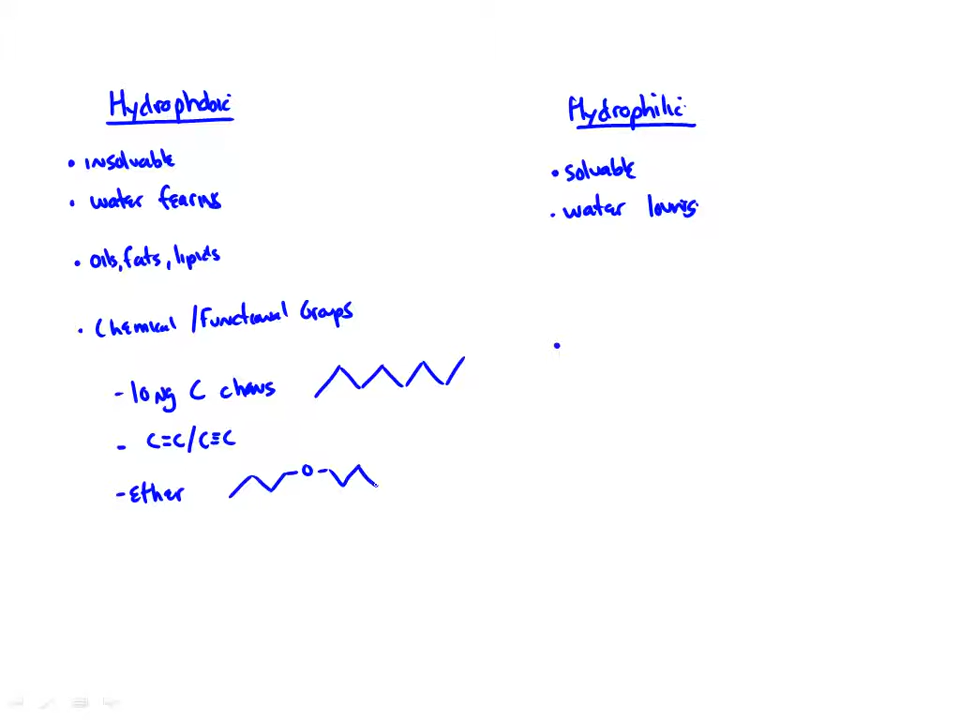 Hydrophobic
• insolvable
• water fearing
• oils, fats, lipids
• Chemical / Functional Groups
- long C chains
- C=C/C≡C
- Ether
O
Hydrophilic
• solvable
• water loving
•